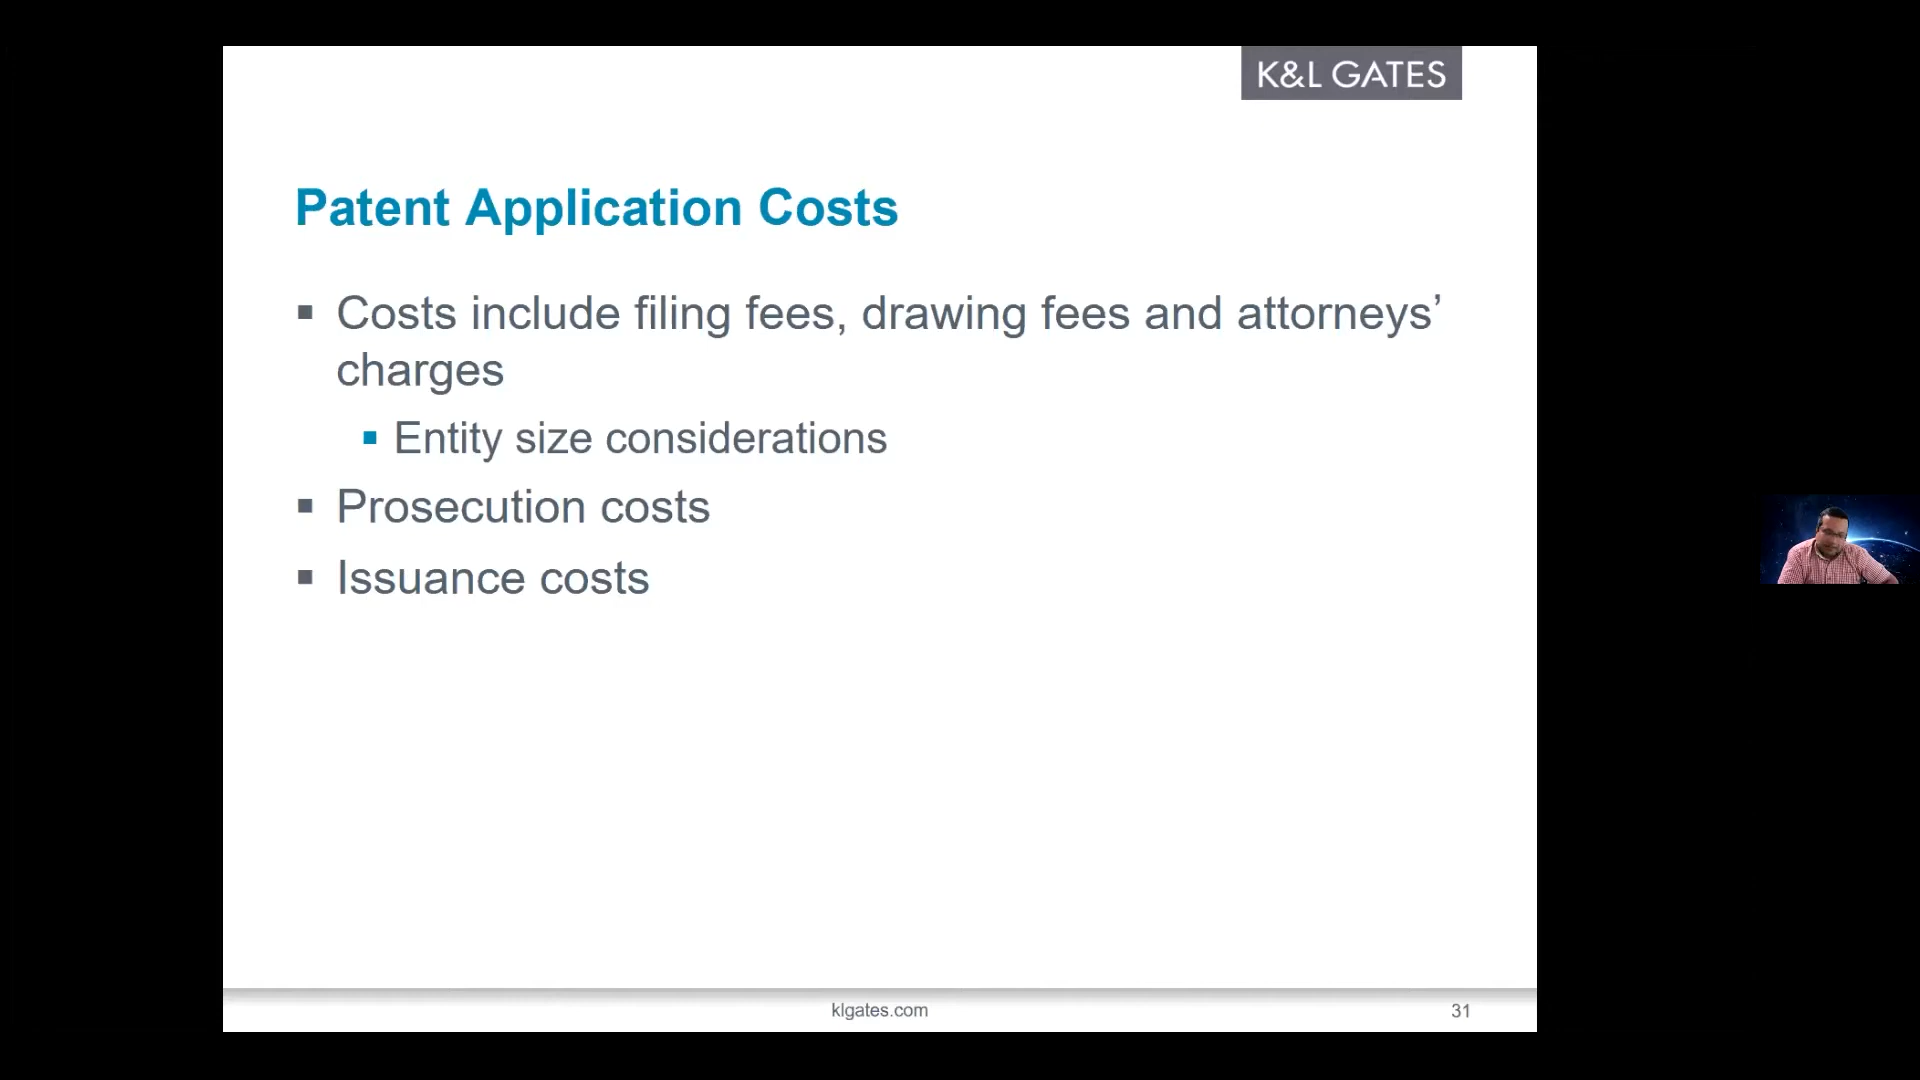 K&L GATES
Patent Application Costs
Costs include filing fees, drawing fees and attorneys’
charges
Entity size considerations
Prosecution costs
Issuance costs
klgates.com
31